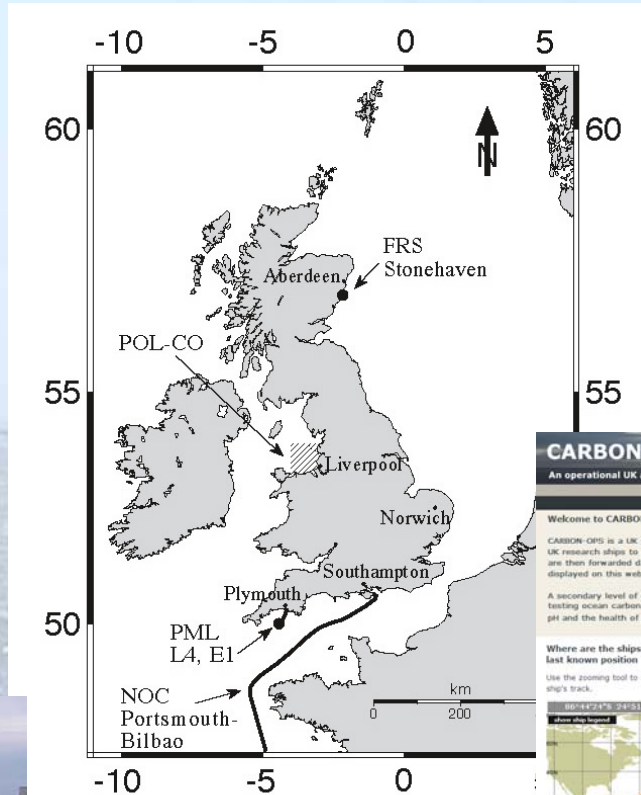 -10 -5 0 5
60 60
N
FRS
Stonehaven
Aberdeen
POL-CO
55 55
Liverpool
Norwich
Southampton
Plymouth
50
PML
L4, E1
NOC
Portsmouth-
Bilbao
km
0 200
-10 -5 0
CARBON
An operational UK
Welcome to CARBO
CARBON-OPS is a UK
UK research ships to
are then forwarded d
displayed on this web
A secondary level of
testing ocean carbon
pH and the health of
Where are the ships
last known position
Use the zooming tool to
ship's track.
show ship legend